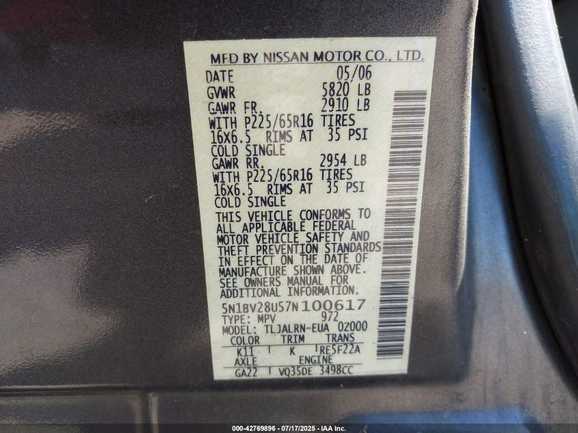 MFD BY NISSAN MOTOR CO., LTD.
DATE 05/06
GVWR 5820 LB
GAWR FR. 2910 LB
WITH P225/65R16 TIRES
16X6.5 RIMS AT 35 PSI
COLD SINGLE
GAWR RR. 2954 LB
WITH P225/65R16 TIRES
16X6.5 RIMS AT 35 PSI
COLD SINGLE
THIS VEHICLE CONFORMS TO
ALL APPLICABLE FEDERAL
MOTOR VEHICLE SAFETY AND
THEFT PREVENTION STANDARDS
IN EFFECT ON THE DATE OF
MANUFACTURE SHOWN ABOVE.
SEE OWNERS MANUAL FOR
ADDITIONAL INFORMATION.
5N1BV28U57N100617
TYPE: MPV 972
MODEL: TLJALRN-EUA 02000
COLOR TRIM TRANS
K11 K RE5F22A
AXLE ENGINE
GA22 VQ35DE 3498CC
000-42769896 - 07/17/2025 - IAA Inc.